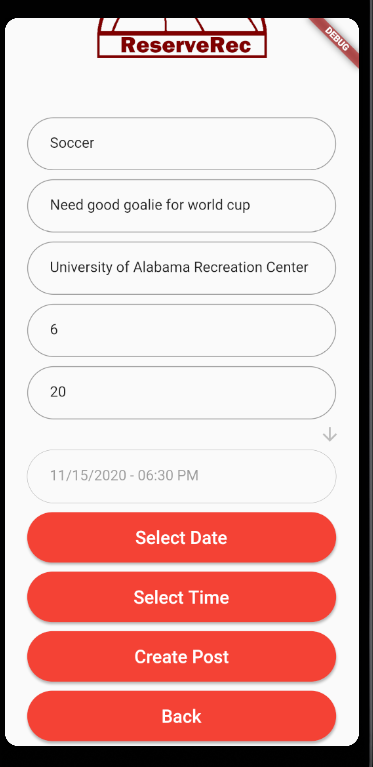 DEBUG
ReserveRec
Soccer
Need good goalie for world cup
University of Alabama Recreation Center
6
20
11/15/2020 - 06:30 PM
Select Date
Select Time
Create Post
Back